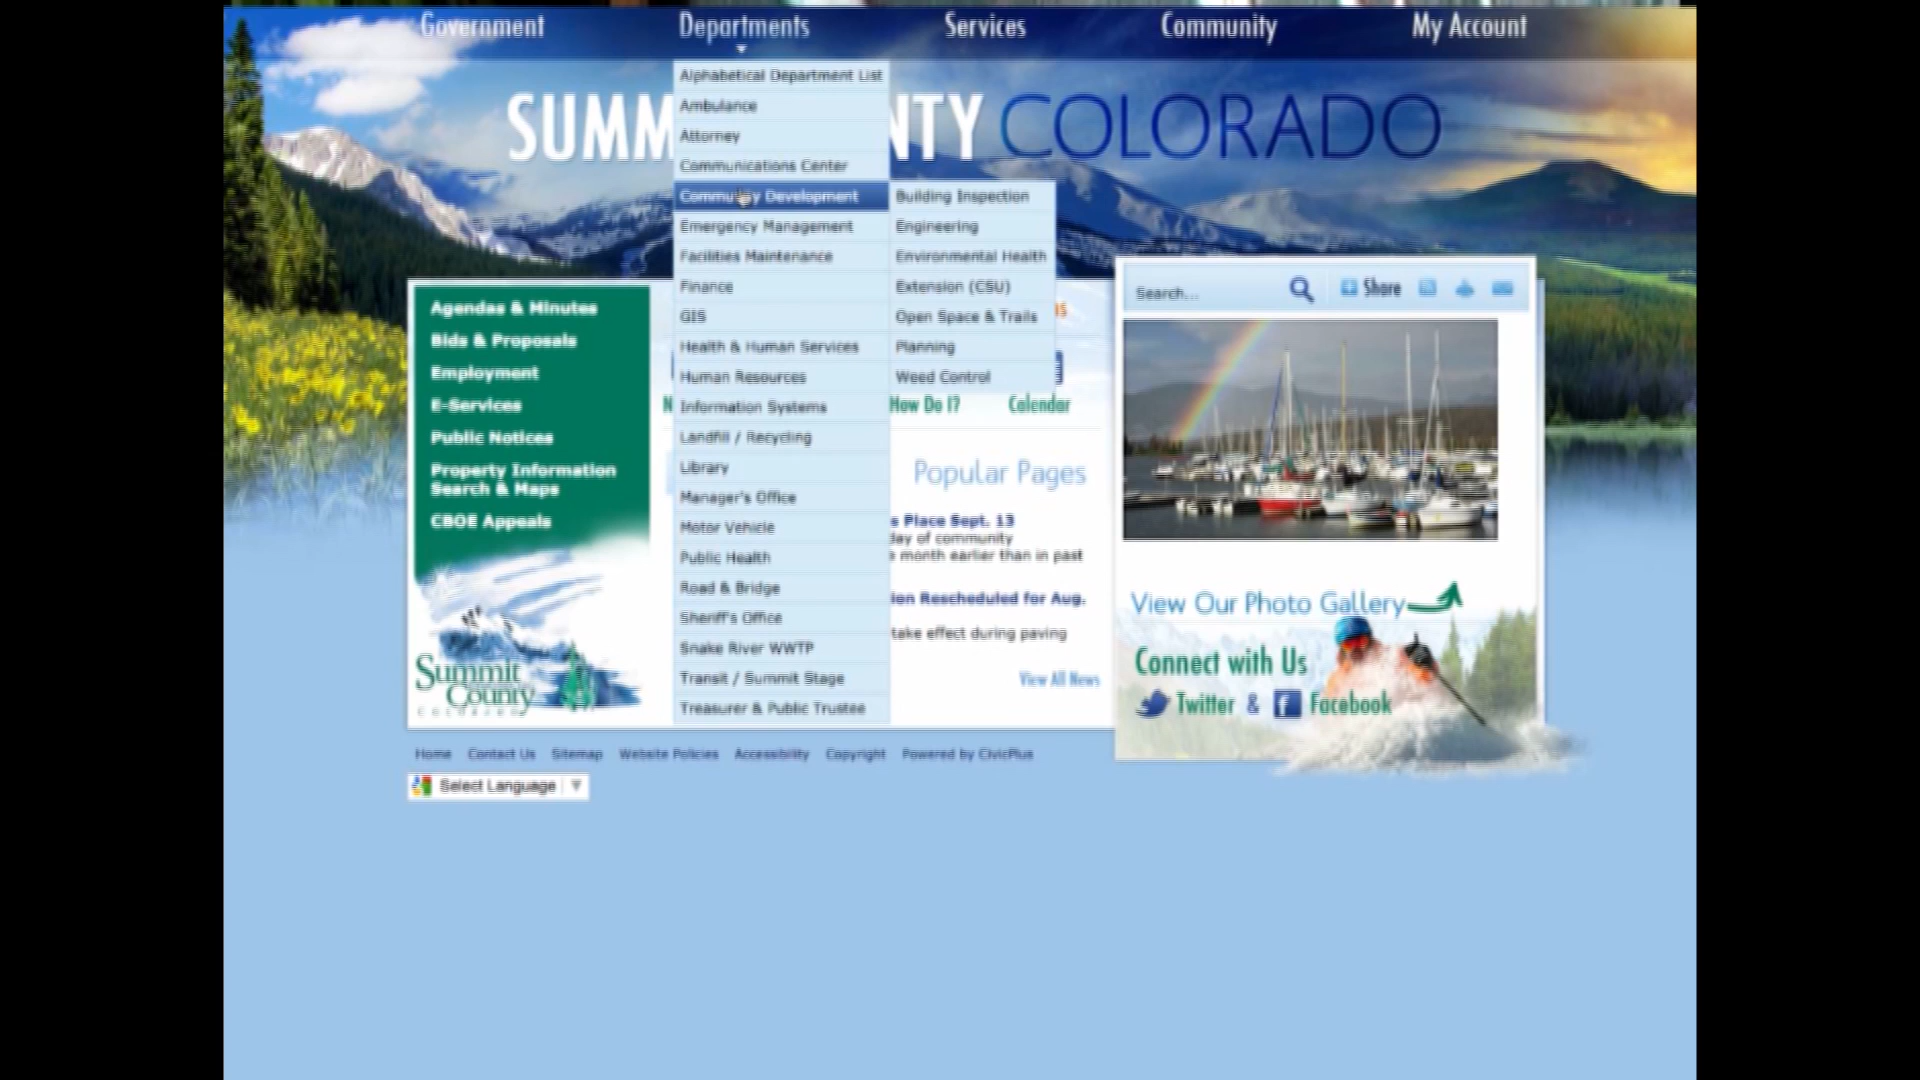 Government
Departments
Services
Community
My Account
SUMM
NTY COLORADO
Alphabetical Department List
Ambulance
Attorney
Communications Center
Community Development
Emergency Management
Facilities Maintenance
Finance
GIS
Health & Human Services
Human Resources
Information Systems
Landfill / Recycling
Library
Manager's Office
Motor Vehicle
Public Health
Road & Bridge
Sheriff's Office
Snake River WWTP
Transit / Summit Stage
Treasurer & Public Trustee
Building Inspection
Engineering
Environmental Health
Extension (CSU)
Open Space & Trails
Planning
Weed Control
Agendas & Minutes
Bids & Proposals
Employment
E-Services
Public Notices
Property Information
Search & Maps
CBOE Appeals
Summit
County
COLORADO
N
How Do I?
Calendar
Popular Pages
s Place Sept. 13
day of community
month earlier than in past
ion Rescheduled for Aug.
take effect during paving
View All News
Search...
Share
View Our Photo Gallery
Connect with Us
Twitter & Facebook
Home Contact Us Sitemap Website Policies Accessibility Copyright Powered by CivicPlus
Select Language